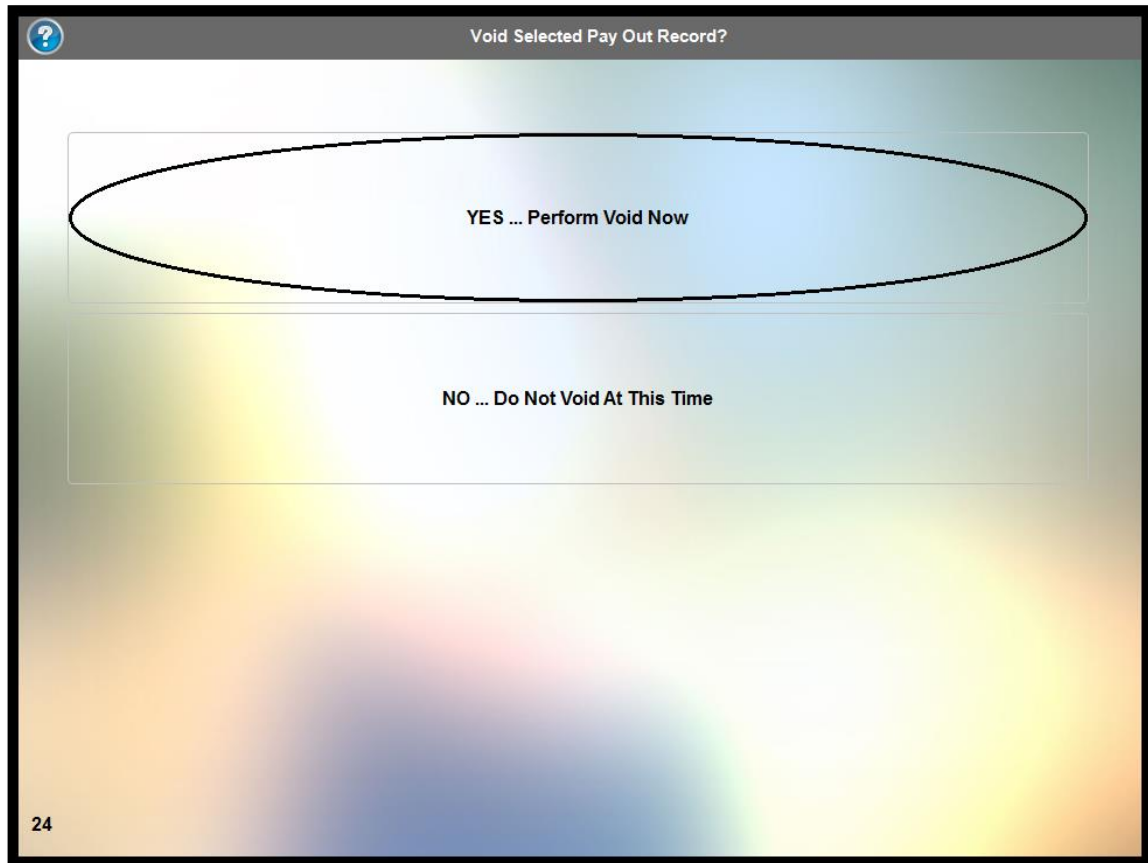 ?
Void Selected Pay Out Record?
YES ... Perform Void Now
NO ... Do Not Void At This Time
24